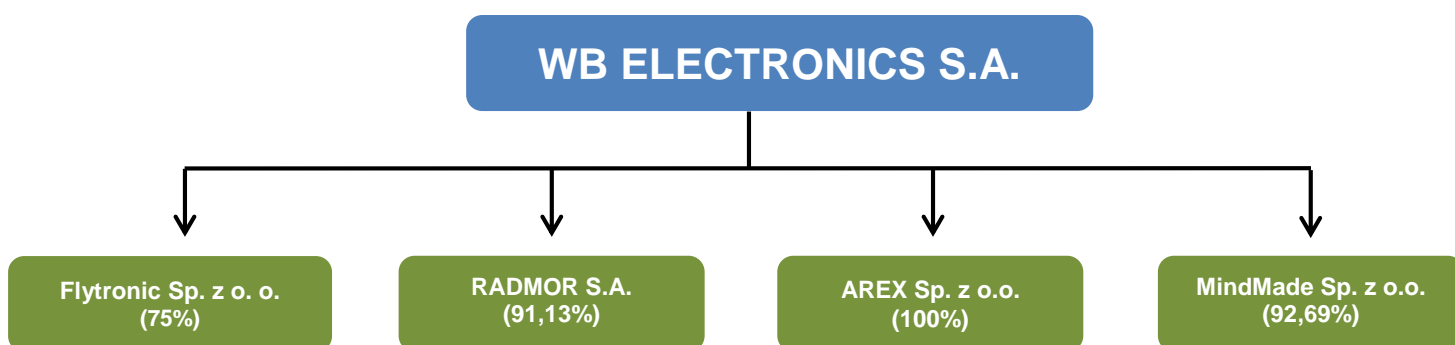 WB ELECTRONICS S.A.
Flytronic Sp. z o. o.
(75%)
RADMOR S.A.
(91,13%)
AREX Sp. z o.o.
(100%)
MindMade Sp. z o.o.
(92,69%)